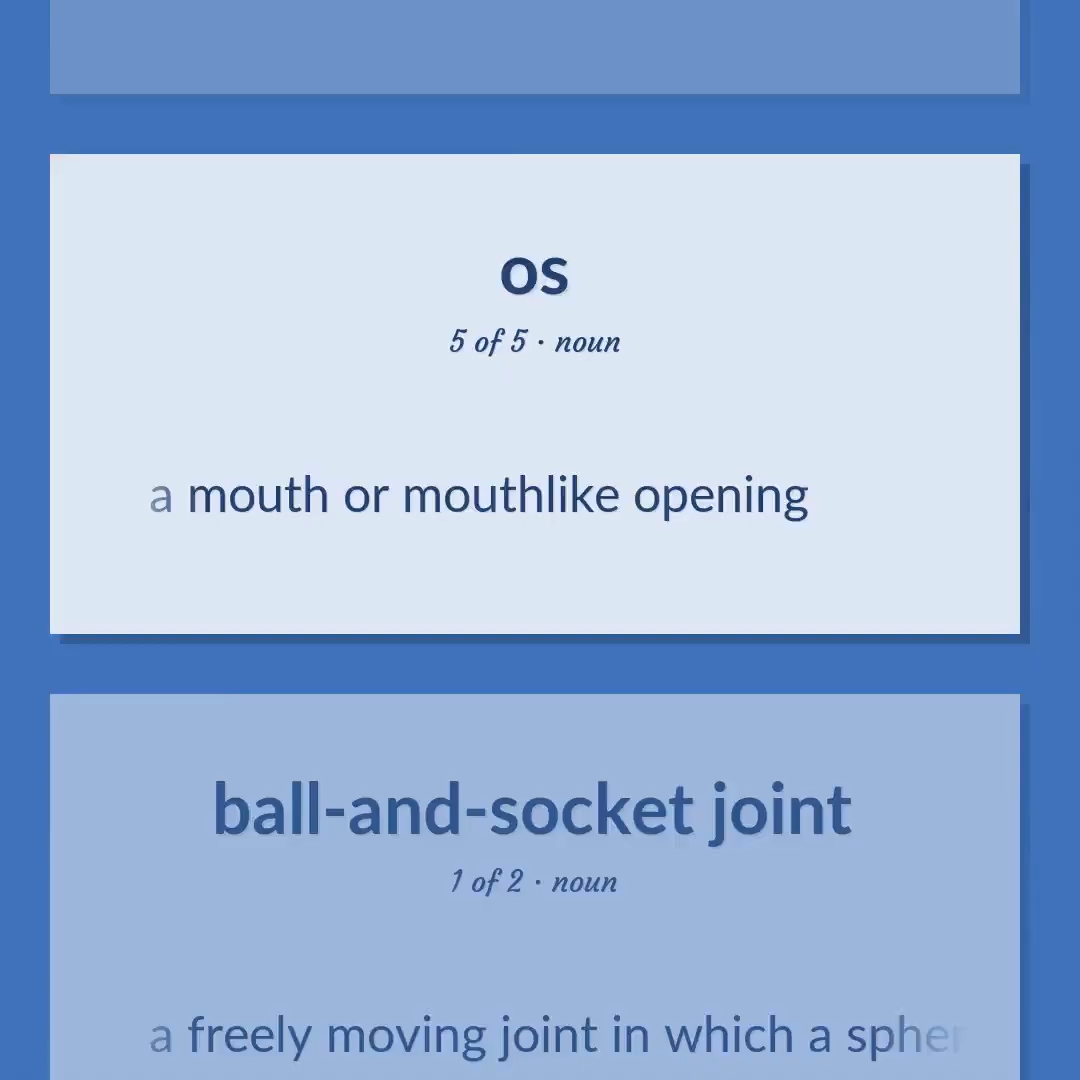 os
5 of 5 · noun
a mouth or mouthlike opening
ball-and-socket joint
1 of 2 · noun
a freely moving joint in which a